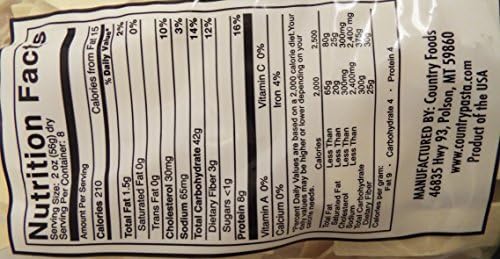 Nutrition Facts
Serving Size: 2 oz (56g) dry
Serving Per Container: 8
Amount Per Serving
Calories 210 Calories from Fat 15
% Daily Value*
Total Fat 1.5g 2%
Saturated Fat 0g 0%
Trans Fat 0g
Cholesterol 30mg 10%
Sodium 65mg 3%
Total Carbohydrate 42g 14%
Dietary Fiber 3g 12%
Sugars <1g
Protein 8g 16%
Vitamin A 0% Vitamin C 0%
Calcium 0% Iron 4%
*Percent Daily Values are based on a 2,000 calorie diet. Your
daily values may be higher or lower depending on your
caloric needs.
Calories 2,000 2,500
Total Fat Less Than 65g 80g
Saturated Fat Less Than 20g 25g
Cholesterol Less Than 300mg 300mg
Sodium Less Than 2,400mg 2,400 mg
Total Carbohydrate 300g 375g
Dietary Fiber 25g 30g
Calories per gram:
Fat 9 · Carbohydrate 4 · Protein 4
MANUFACTURED BY: Country Foods
46835 Hwy 93, Polson, MT 59860
www.countrypasta.com
Product of the USA